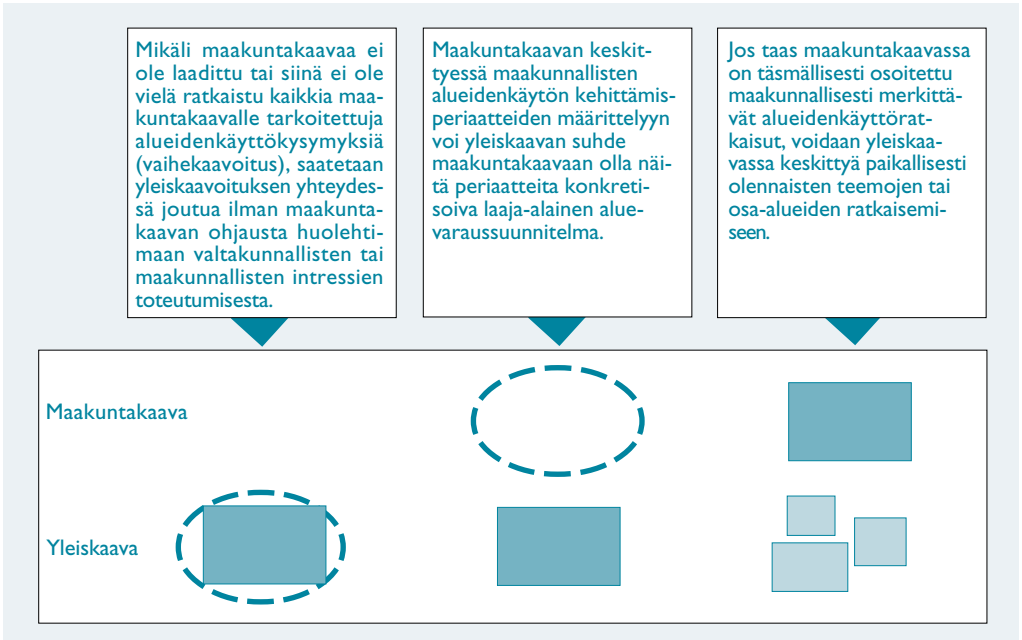 Mikäli maakuntakaavaa ei
ole laadittu tai siinä ei ole
vielä ratkaistu kaikkia maa-
kuntakaavalle tarkoitettuja
alueidenkäyttökysymyksiä
(vaihekaavoitus), saatetaan
yleiskaavoituksen yhteydes-
sä joutua ilman maakunta-
kaavan ohjausta huolehti-
maan valtakunnallisten tai
maakunnallisten intressien
toteutumisesta.
Maakuntakaavan keskit-
tyessä maakunnallisten
alueidenkäytön kehittämis-
periaatteiden määrittelyyn
voi yleiskaavan suhde
maakuntakaavaan olla näi-
tä periaatteita konkreti-
soiva laaja-alainen alue-
varaussuunnitelma.
Jos taas maakuntakaavassa
on täsmällisesti osoitettu
maakunnallisesti merkittä-
vät alueidenkäyttörat-
kaisut, voidaan yleiskaa-
vassa keskittyä paikallisesti
olennaisten teemojen tai
osa-alueiden ratkaisemi-
seen.
Maakuntakaava
Yleiskaava